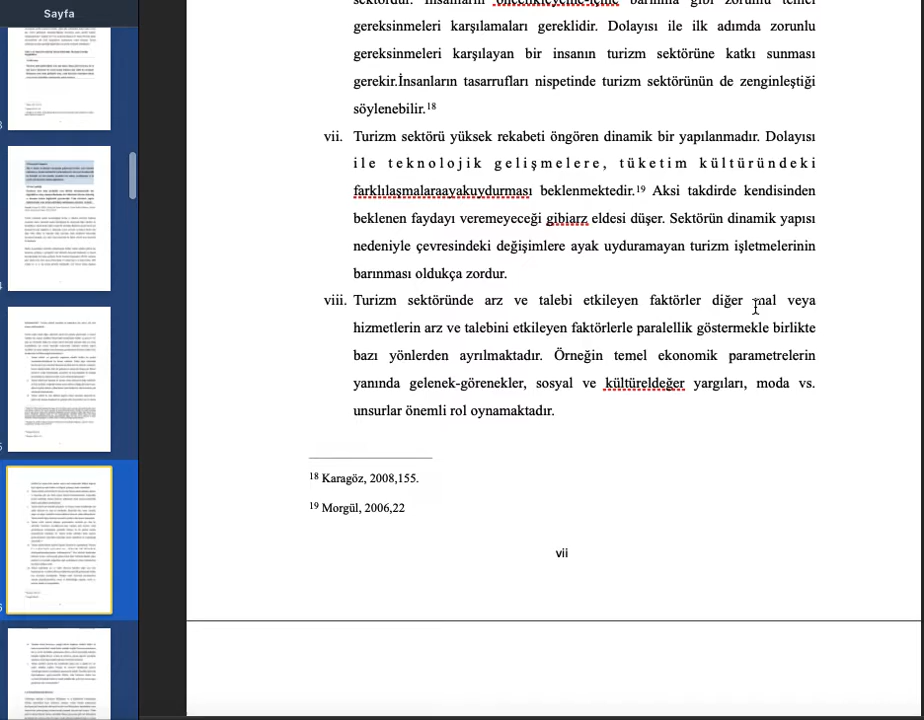 Sayfa
sektördür. İnsanların öncenklеyeme-içme barınma gibi zorunlu temel
gereksinmeleri karşılamaları gereklidir. Dolayısı ile ilk adımda zorunlu
gereksinmeleri karşılayan bir insanın turizm sektörüne katkı sunması
gerekir.İnsanların tasarrufları nispetinde turizm sektörünün de zenginleştiği
söylenebilir.18
vii. Turizm sektörü yüksek rekabeti öngören dinamik bir yapılanmadır. Dolayısı
ile teknolojik gelişmelere, tüketim kültüründeki
farklılaşmalaraayakuydurması beklenmektedir.19 Aksi takdirde kendisinden
beklenen faydayı veremeyeceği gibiarz eldesi düşer. Sektörün dinamik yapısı
nedeniyle çevresindeki değişimlere ayak uyduramayan turizm işletmelerinin
barınması oldukça zordur.
viii. Turizm sektöründe arz ve talebi etkileyen faktörler diğer mal veya
hizmetlerin arz ve talebini etkileyen faktörlerle paralellik göstermekle birlikte
bazı yönlerden ayrılmaktadır. Örneğin temel ekonomik parametrelerin
yanında gelenek-görenekler, sosyal ve kültüreldeğer yargıları, moda vs.
unsurlar önemli rol oynamaktadır.
18 Karagöz, 2008,155.
19 Morgül, 2006,22
vii